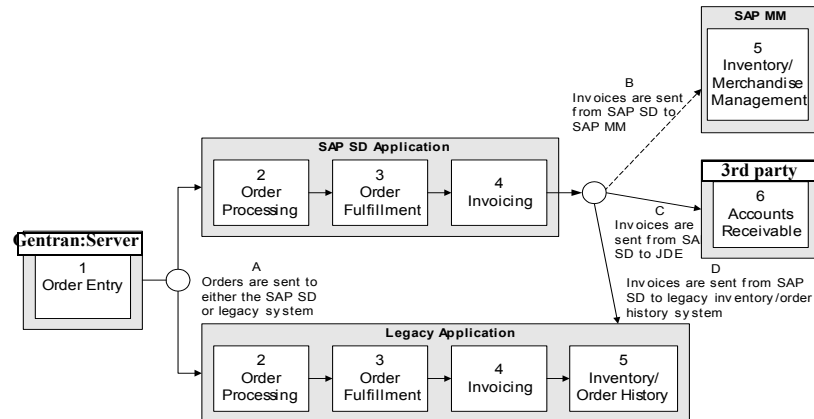 SAP MM
5
Inventory/
Merchandise
Management
B
Invoices are sent
from SAP SD to
SAP MM
SAP SD Application
2
Order
Processing
3
Order
Fulfillment
4
Invoicing
3rd party
6
Accounts
Receivable
C
Invoices are
sent from SAP
SD to JDE
Gentran:Server
1
Order Entry
A
Orders are sent to
either the SAP SD
or legacy system
D
Invoices are sent from SAP
SD to legacy inventory/order
history system
Legacy Application
2
Order
Processing
3
Order
Fulfillment
4
Invoicing
5
Inventory/
Order History